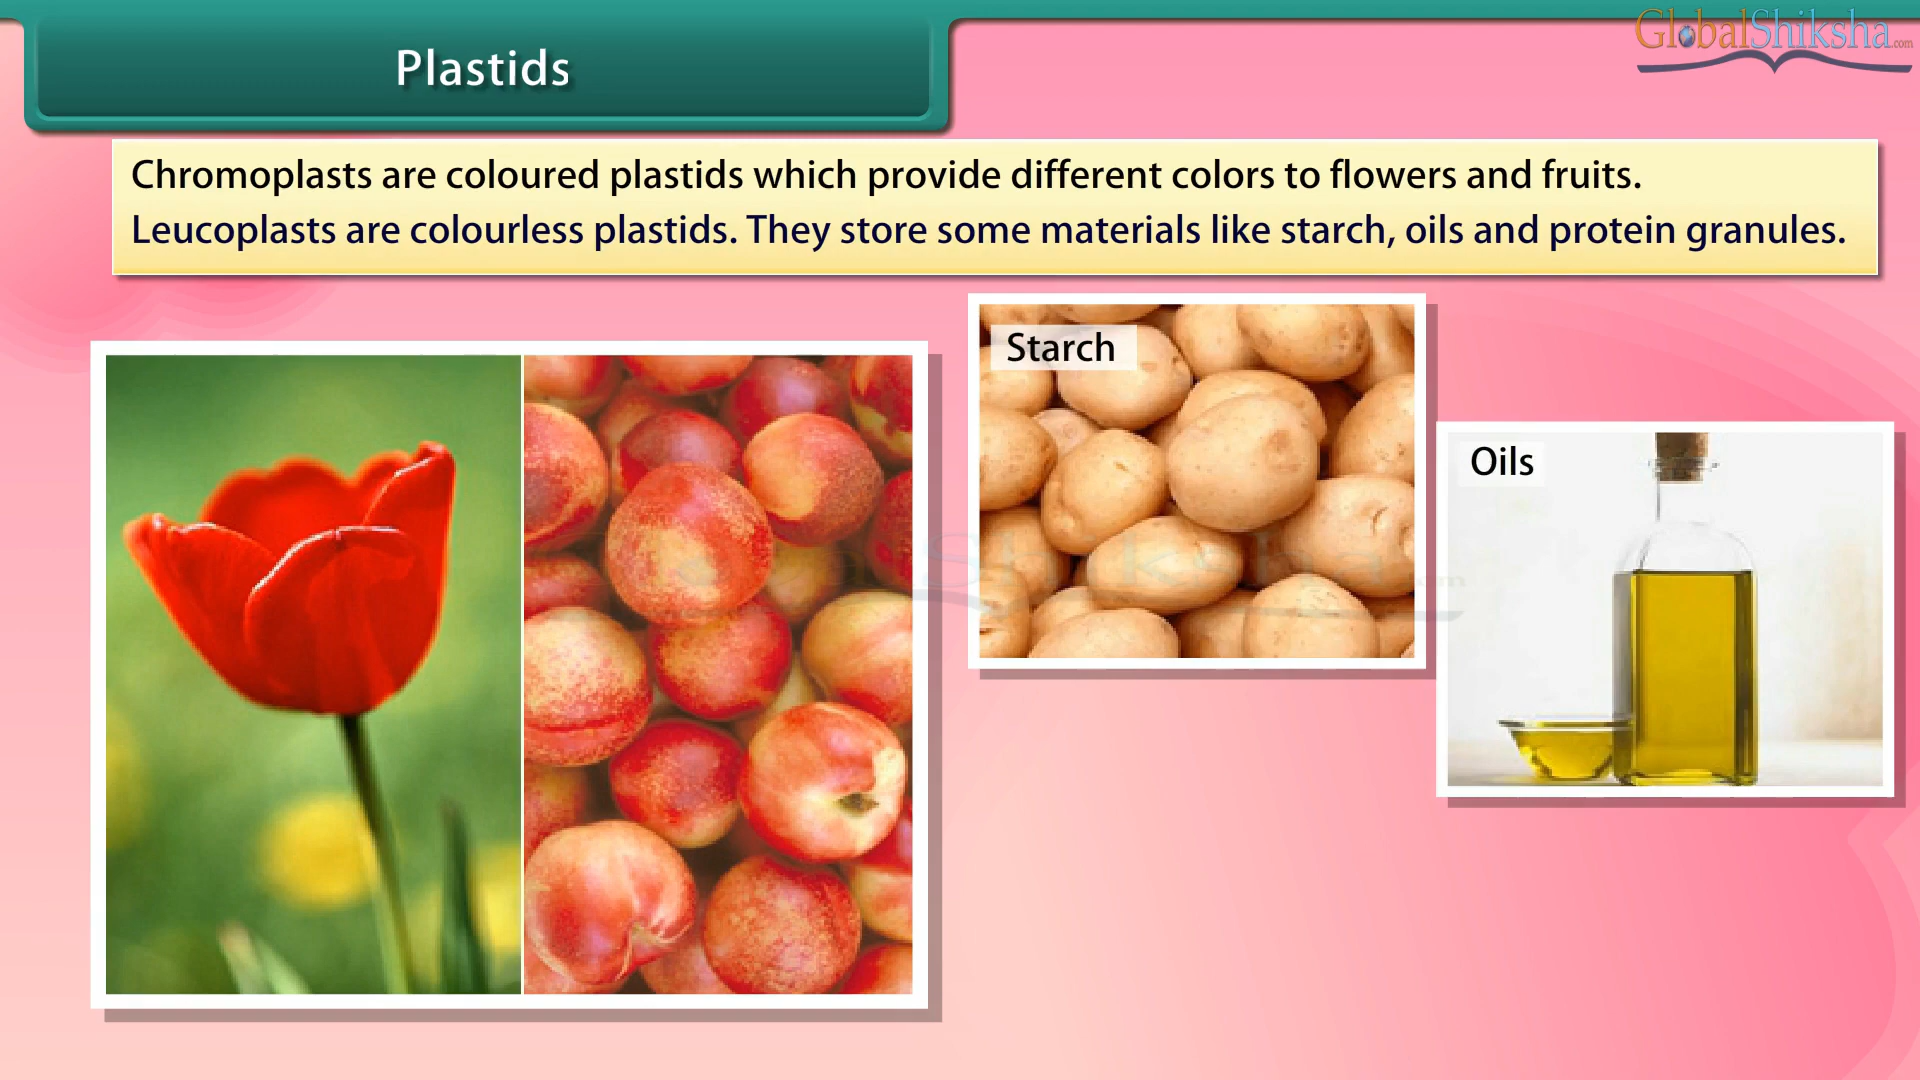 Plastids
GlobalShiksha.com
Chromoplasts are coloured plastids which provide different colors to flowers and fruits.
Leucoplasts are colourless plastids. They store some materials like starch, oils and protein granules.
Starch
Oils